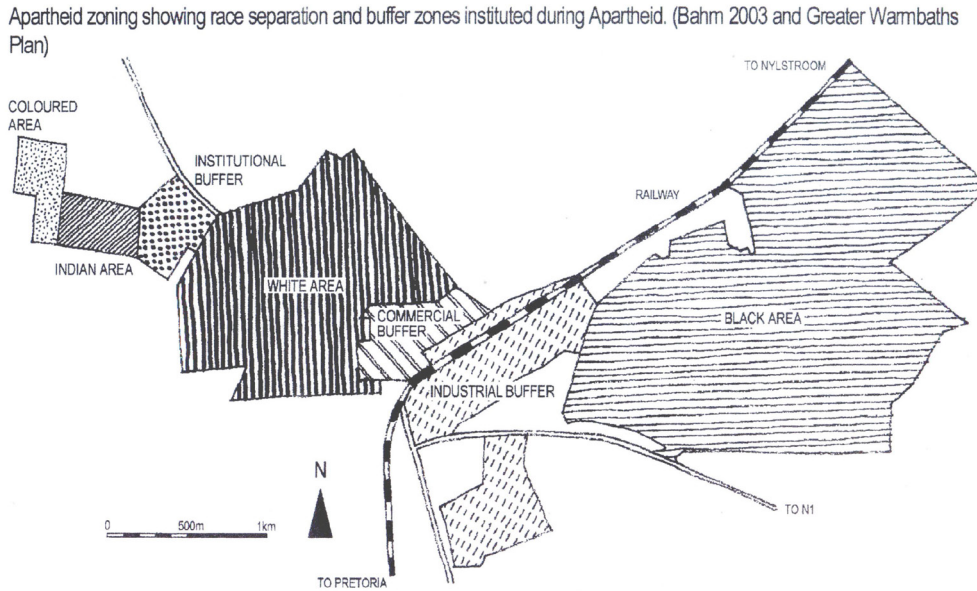 Apartheid zoning showing race separation and buffer zones instituted during Apartheid. (Bahm 2003 and Greater Warmbaths
Plan)
TO NYLSTROOM
COLOURED
AREA
INSTITUTIONAL
BUFFER
RAILWAY
INDIAN AREA
WHITE AREA
COMMERCIAL
BUFFER
BLACK AREA
INDUSTRIAL BUFFER
N
0 500m 1km
TO N1
TO PRETORIA